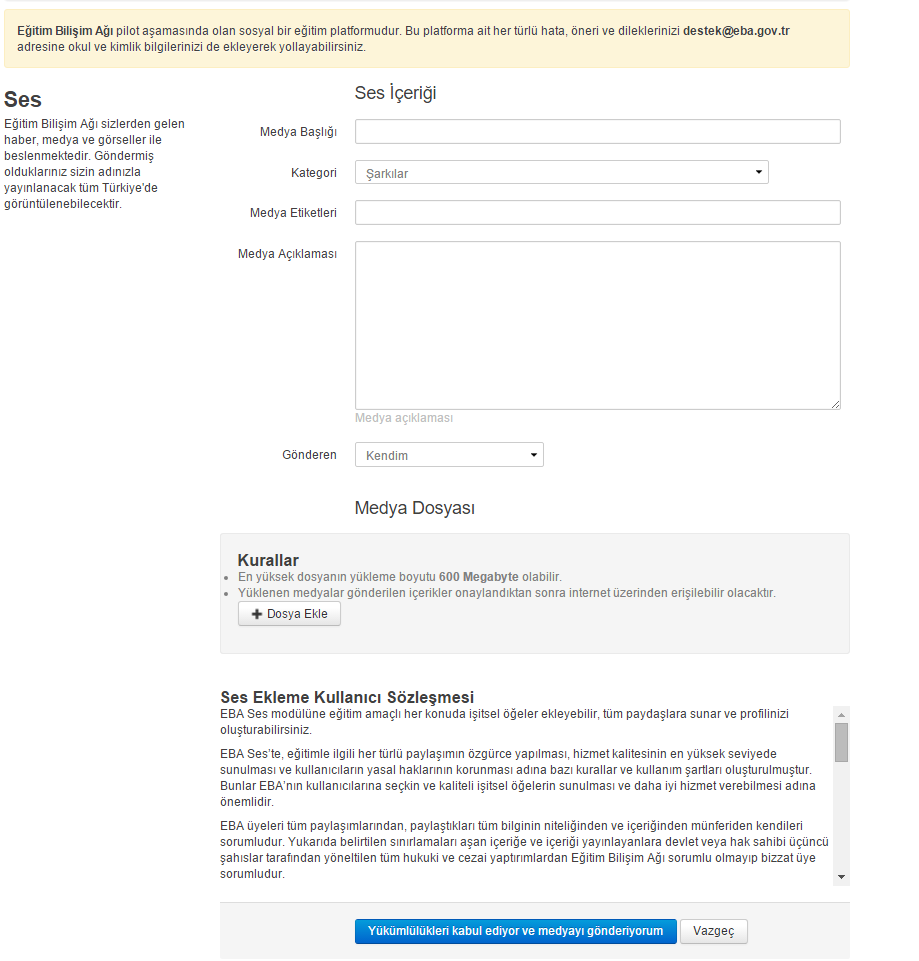 Eğitim Bilişim Ağı pilot aşamasında olan sosyal bir eğitim platformudur. Bu platforma ait her türlü hata, öneri ve dileklerinizi destek@eba.gov.tr
adresine okul ve kimlik bilgilerinizi de ekleyerek yollayabilirsiniz.
Ses
Eğitim Bilişim Ağı sizlerden gelen
haber, medya ve görseller ile
beslenmektedir. Göndermiş
olduklarınız sizin adınızla
yayınlanacak tüm Türkiye'de
görüntülenebilecektir.
Ses İçeriği
Medya Başlığı
Kategori
Şarkılar
Medya Etiketleri
Medya Açıklaması
Medya açıklaması
Gönderen
Kendim
Medya Dosyası
Kurallar
En yüksek dosyanın yükleme boyutu 600 Megabyte olabilir.
Yüklenen medyalar gönderilen içerikler onaylandıktan sonra internet üzerinden erişilebilir olacaktır.
Dosya Ekle
Ses Ekleme Kullanıcı Sözleşmesi
EBA Ses modülüne eğitim amaçlı her konuda işitsel öğeler ekleyebilir, tüm paydaşlara sunar ve profilinizi
oluşturabilirsiniz.
EBA Ses'te, eğitimle ilgili her türlü paylaşımın özgürce yapılması, hizmet kalitesinin en yüksek seviyede
sunulması ve kullanıcıların yasal haklarının korunması adına bazı kurallar ve kullanım şartları oluşturulmuştur.
Bunlar EBA'nın kullanıcılarına seçkin ve kaliteli işitsel öğelerin sunulması ve daha iyi hizmet verebilmesi adına
önemlidir.
EBA üyeleri tüm paylaşımlarından, paylaştıkları tüm bilginin niteliğinden ve içeriğinden münferiden kendileri
sorumludur. Yukarıda belirtilen sınırlamaları aşan içeriğe ve içeriği yayınlayanlara devlet veya hak sahibi üçüncü
şahıslar tarafından yöneltilen tüm hukuki ve cezai yaptırımlardan Eğitim Bilişim Ağı sorumlu olmayıp bizzat üye
sorumludur.
Yükümlülükleri kabul ediyor ve medyayı gönderiyorum
Vazgeç